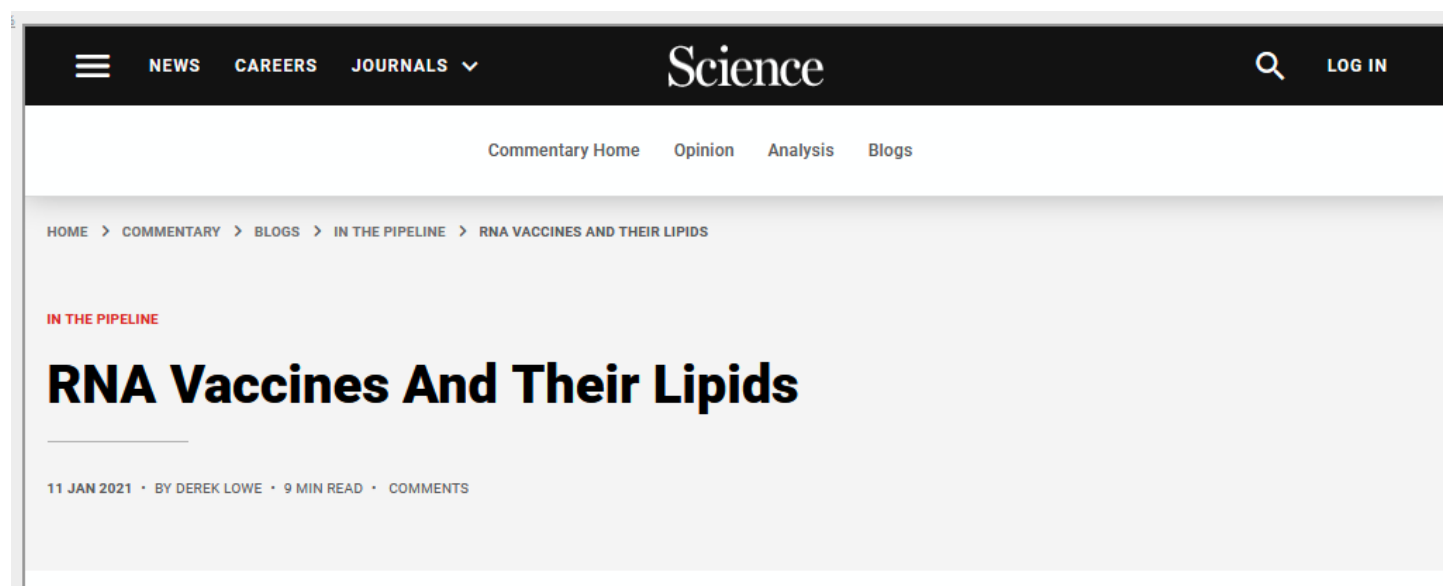 NEWS CAREERS JOURNALS Science LOG IN
Commentary Home Opinion Analysis Blogs
HOME > COMMENTARY > BLOGS > IN THE PIPELINE > RNA VACCINES AND THEIR LIPIDS
IN THE PIPELINE
RNA Vaccines And Their Lipids
11 JAN 2021 • BY DEREK LOWE • 9 MIN READ • COMMENTS